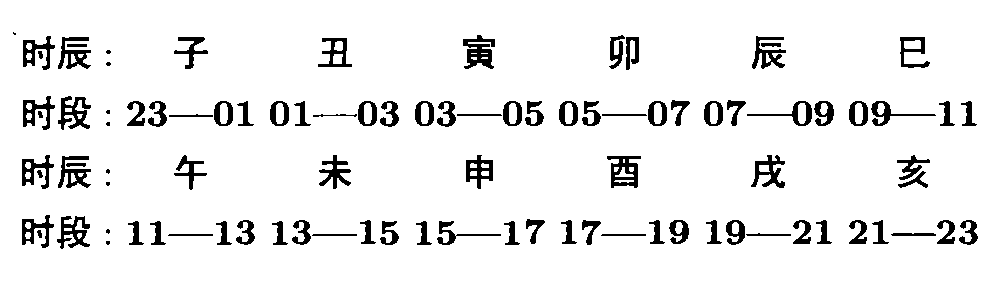 时辰：子 丑 寅 卯 辰 巳
时段：23—01 01—03 03—05 05—07 07—09 09—11
时辰：午 未 申 酉 戌 亥
时段：11—13 13—15 15—17 17—19 19—21 21—23